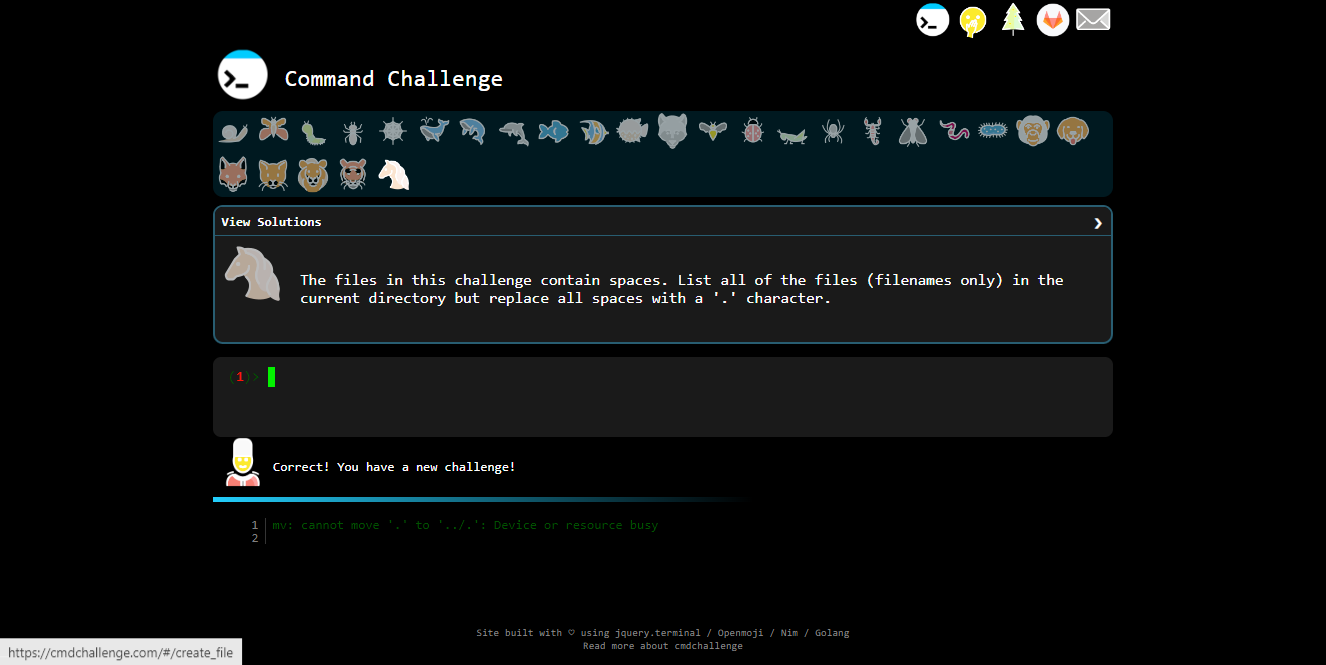 Command Challenge
View Solutions
The files in this challenge contain spaces. List all of the files (filenames only) in the
current directory but replace all spaces with a '.' character.
(1)>
Correct! You have a new challenge!
1 mv: cannot move '.' to '../.': Device or resource busy
2
Site built with ♡ using jquery.terminal / Openmoji / Nim / Golang
Read more about cmdchallenge
https://cmdchallenge.com/#/create_file